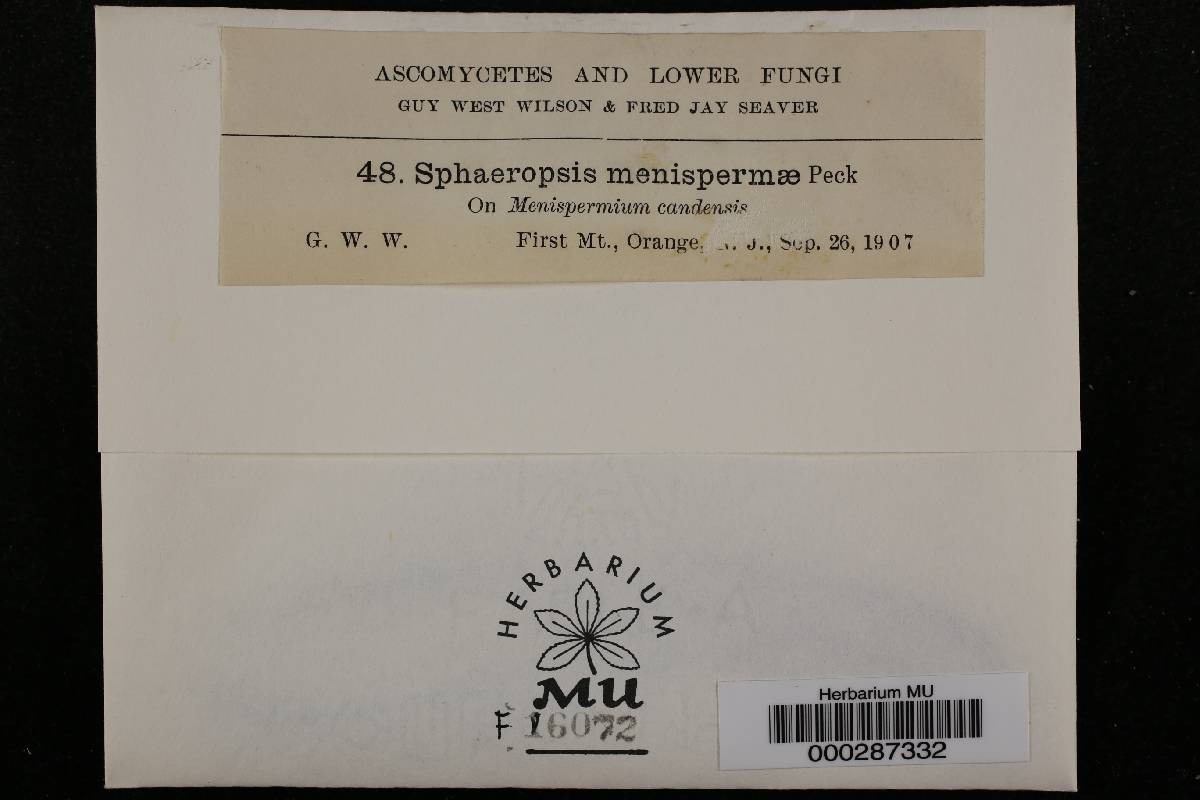 ASCOMYCETES AND LOWER FUNGI
GUY WEST WILSON & FRED JAY SEAVER
48. Sphaeropsis menispermæ Peck
On Menispermium candensis
G. W. W. First Mt., Orange, J., Sep. 26, 1907
HERBARIUM
MU
F 16072
Herbarium MU
000287332